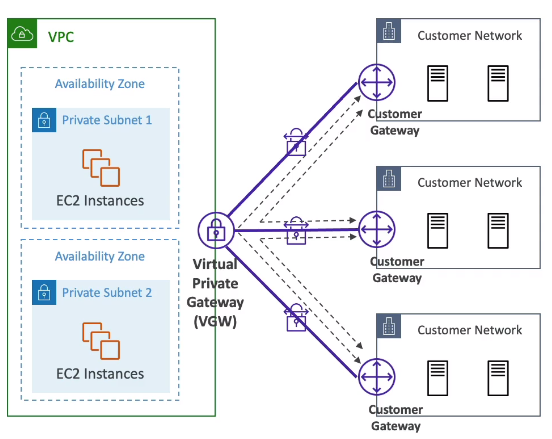 VPC
Availability Zone
Private Subnet 1
EC2 Instances
Availability Zone
Private Subnet 2
EC2 Instances
Virtual
Private
Gateway
(VGW)
Customer Network
Customer
Gateway
Customer Network
Customer
Gateway
Customer Network
Customer
Gateway